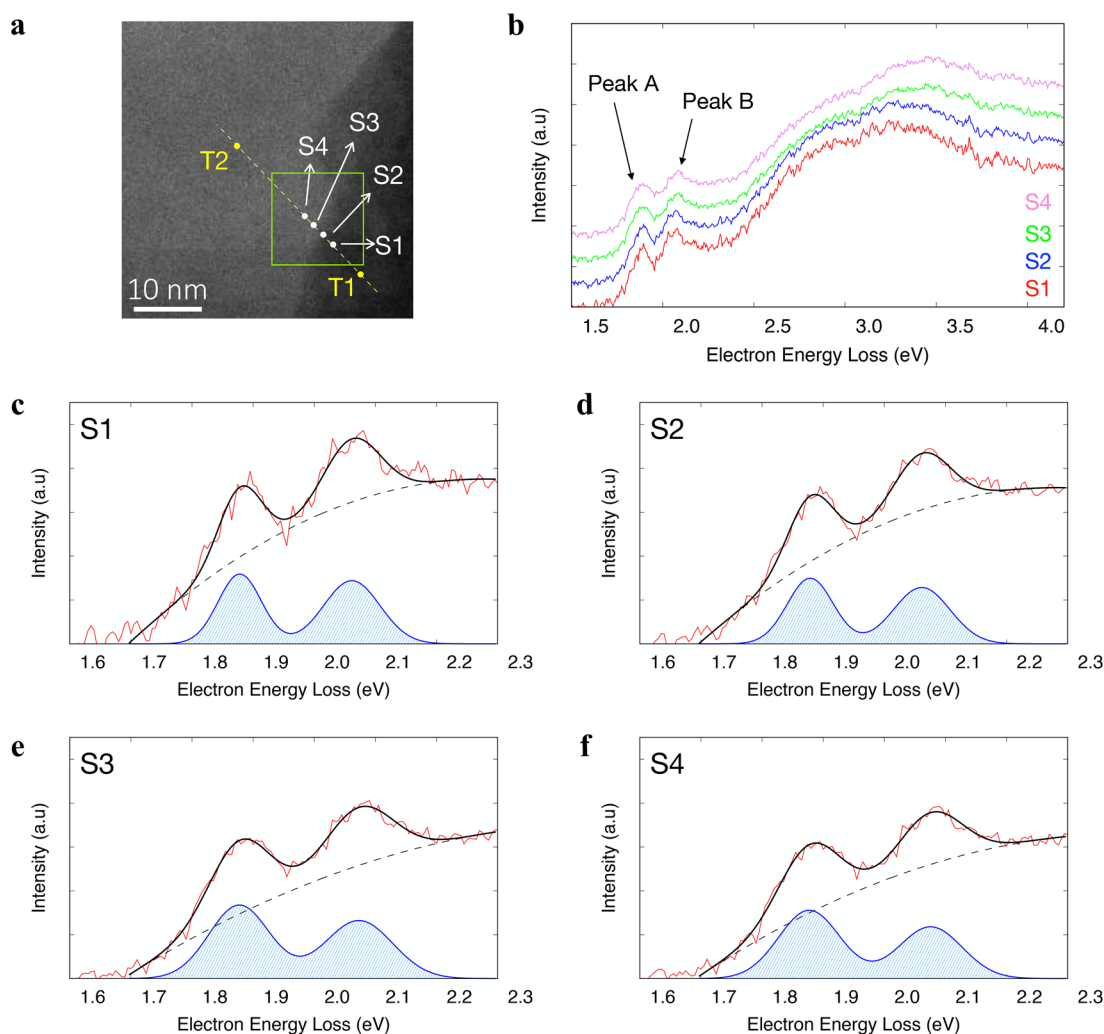 a
S4
S3
S2
S1
T2
T1
10 nm
b
Peak A
Peak B
S4
S3
S2
S1
Intensity (a.u)
1.5 2.0 2.5 3.0 3.5 4.0
Electron Energy Loss (eV)
c
S1
Intensity (a.u)
1.6 1.7 1.8 1.9 2.0 2.1 2.2 2.3
Electron Energy Loss (eV)
d
S2
Intensity (a.u)
1.6 1.7 1.8 1.9 2.0 2.1 2.2 2.3
Electron Energy Loss (eV)
e
S3
Intensity (a.u)
1.6 1.7 1.8 1.9 2.0 2.1 2.2 2.3
Electron Energy Loss (eV)
f
S4
Intensity (a.u)
1.6 1.7 1.8 1.9 2.0 2.1 2.2 2.3
Electron Energy Loss (eV)